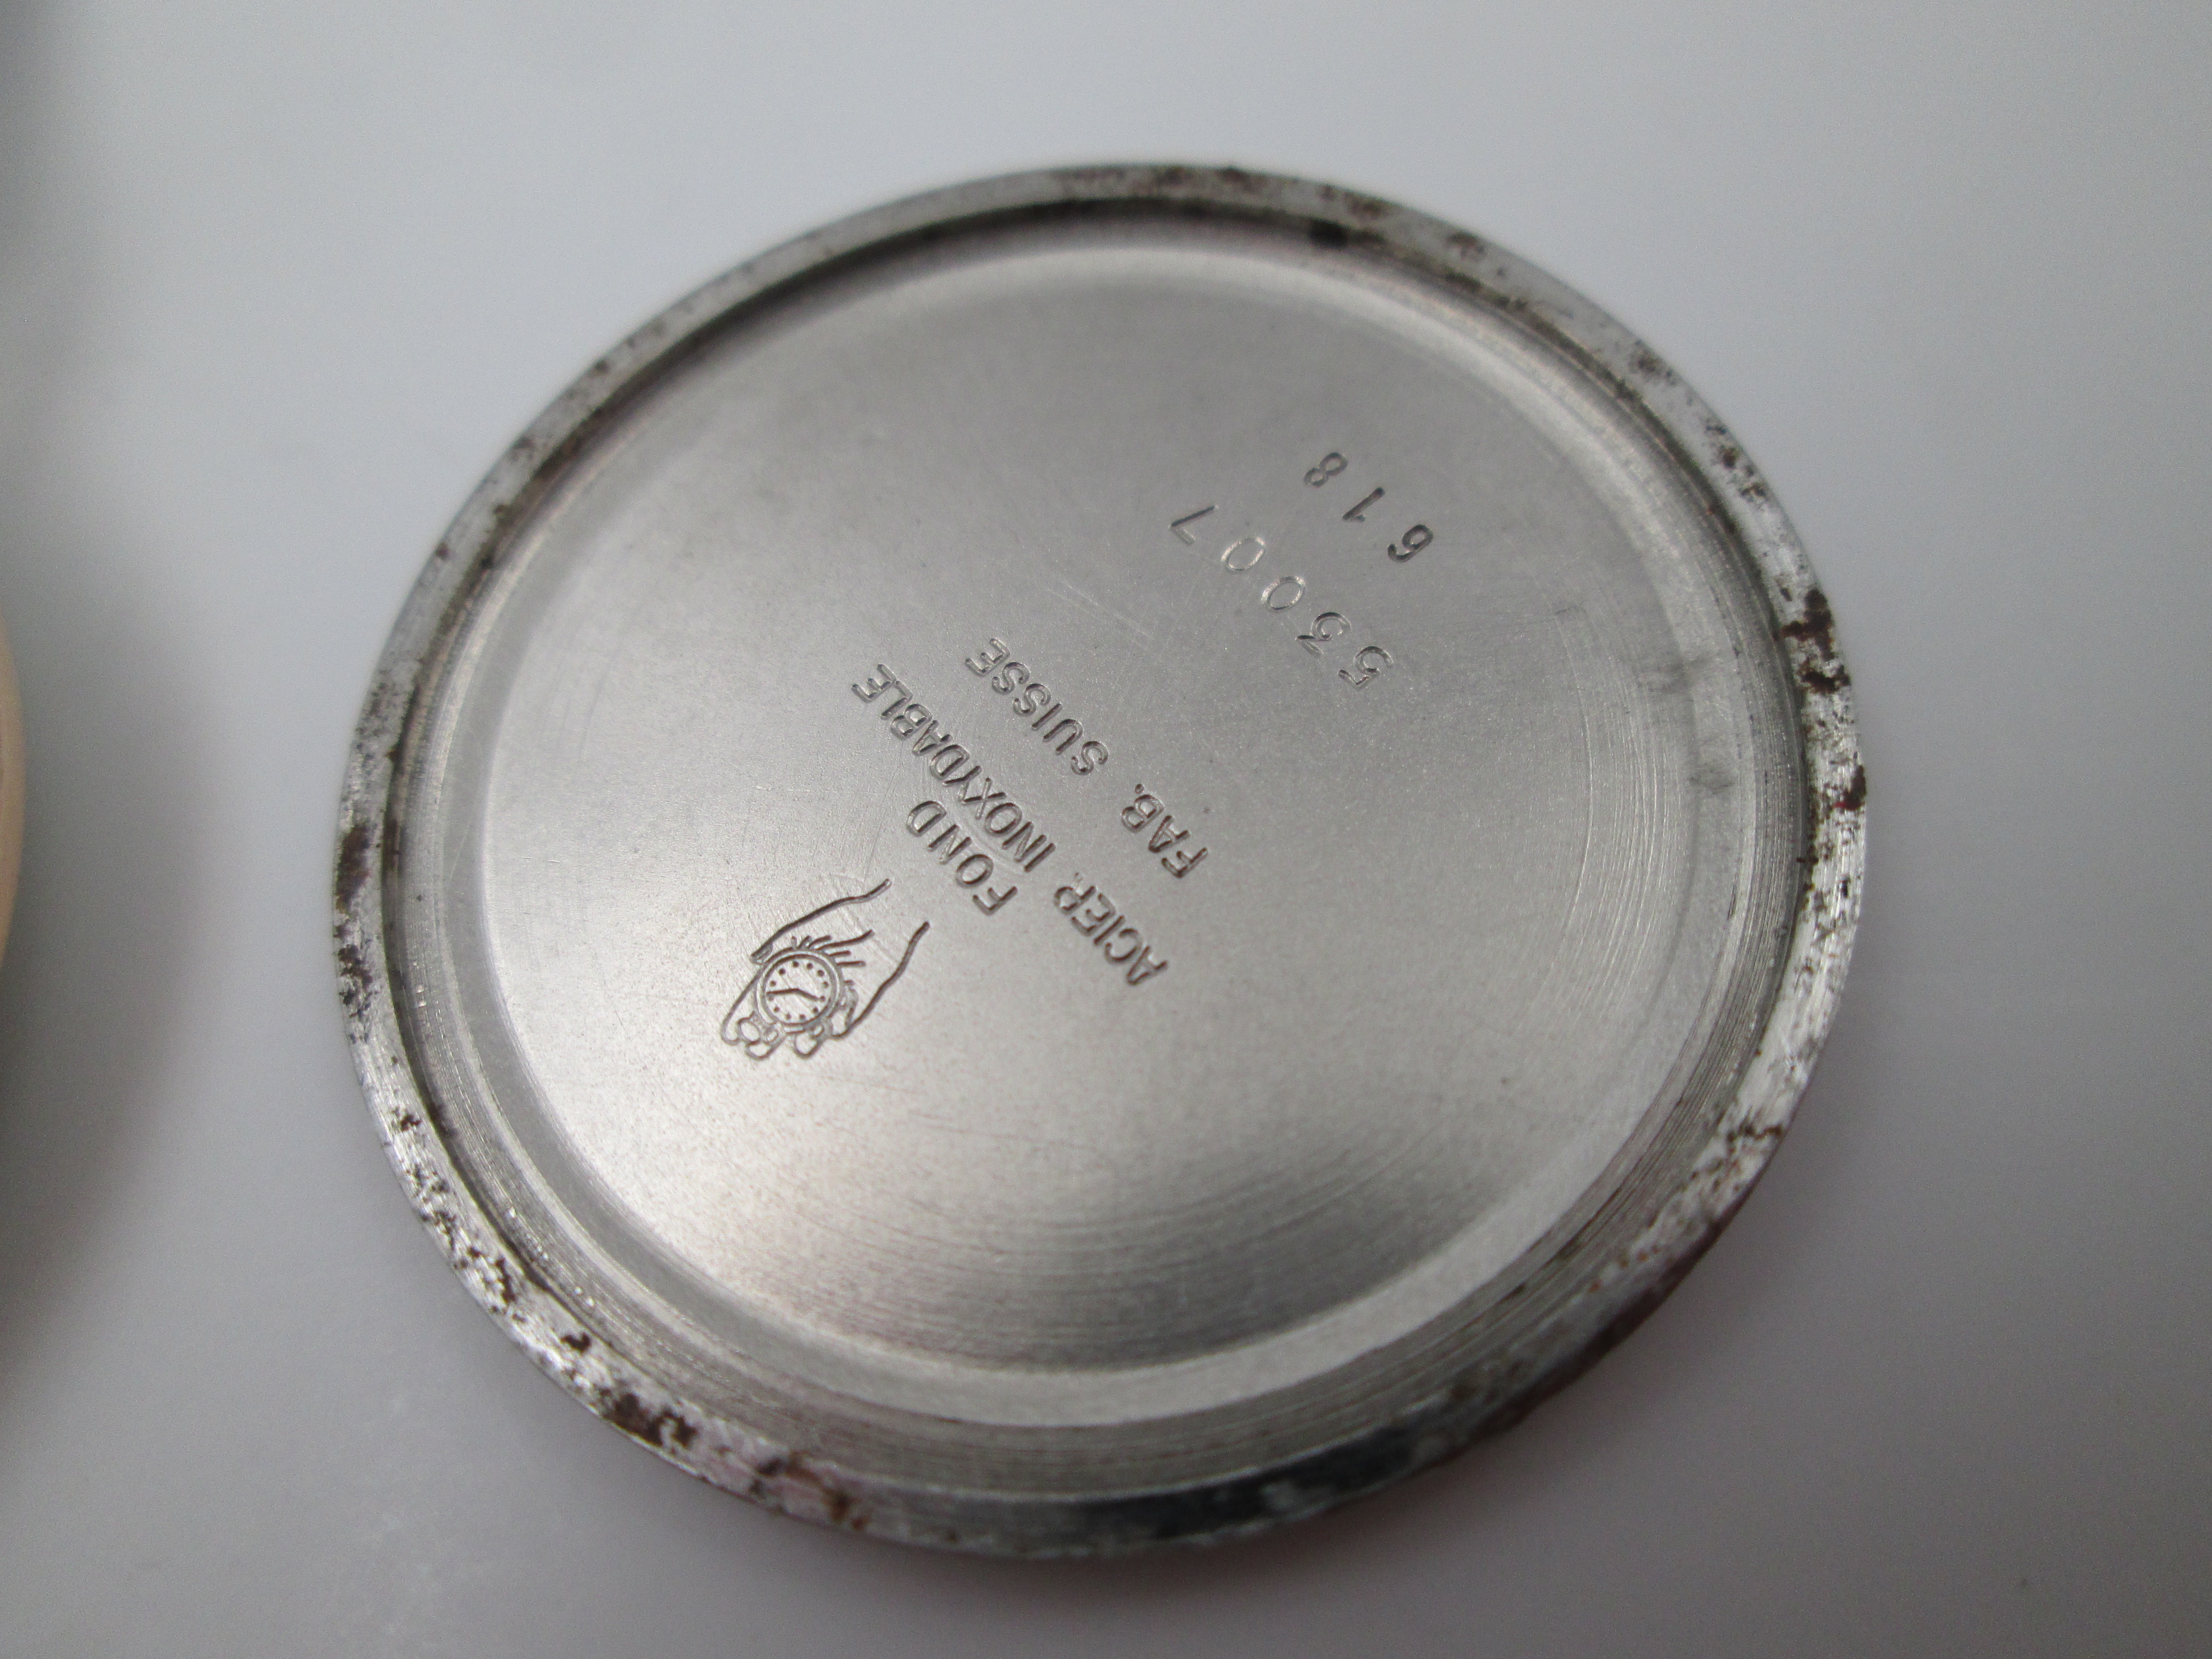 FOND
ACIER INOXYDABLE
FAB. SUISSE
53007
618